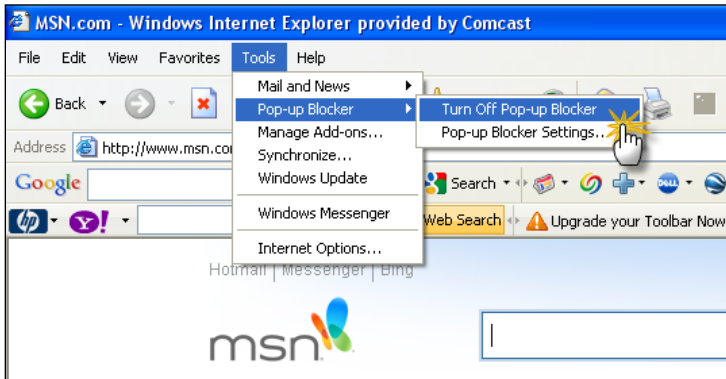 MSN.com - Windows Internet Explorer provided by Comcast
File Edit View Favorites Tools Help
Mail and News
Back Pop-up Blocker Turn Off Pop-up Blocker
Manage Add-ons... Pop-up Blocker Settings...
Address http://www.msn.co
Synchronize...
Google Windows Update Search
DELL
hp Y! Windows Messenger Web Search Upgrade your Toolbar Now
Internet Options...
Hotmail | Messenger | Bing
msn